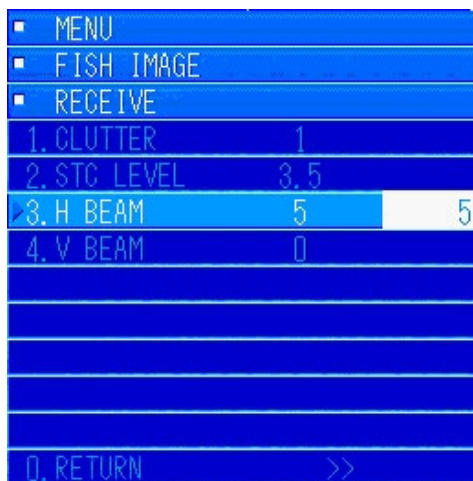 MENU
FISH IMAGE
RECEIVE
1. CLUTTER 1
2. STC LEVEL 3.5
3. H BEAM 5 5
4. V BEAM 0
0. RETURN >>